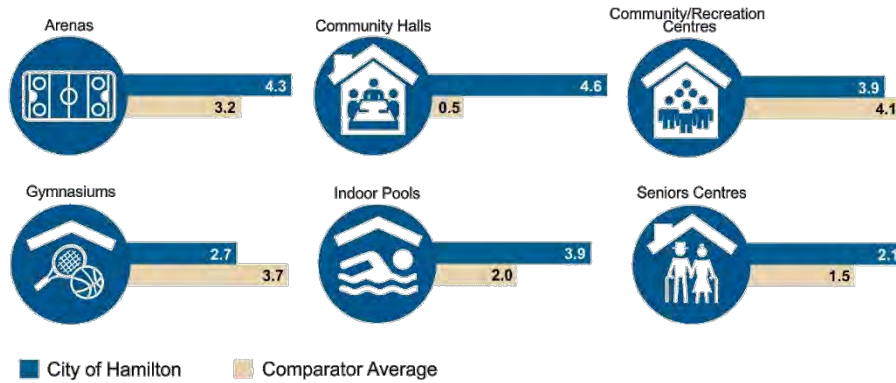 Arenas
4.3
3.2
Community Halls
4.6
0.5
Community/Recreation
Centres
3.9
4.1
Gymnasiums
2.7
3.7
Indoor Pools
3.9
2.0
Seniors Centres
2.1
1.5
City of Hamilton
Comparator Average